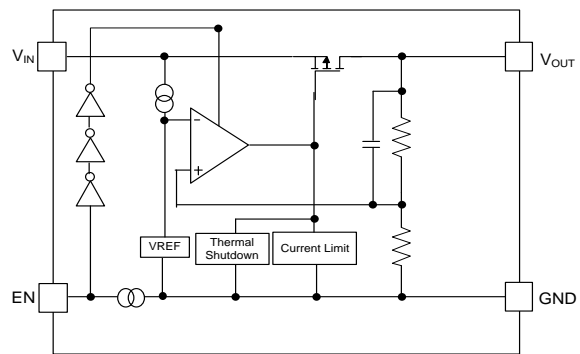 VIN
VOUT
−
+
VREF
Thermal
Shutdown
Current Limit
EN
GND